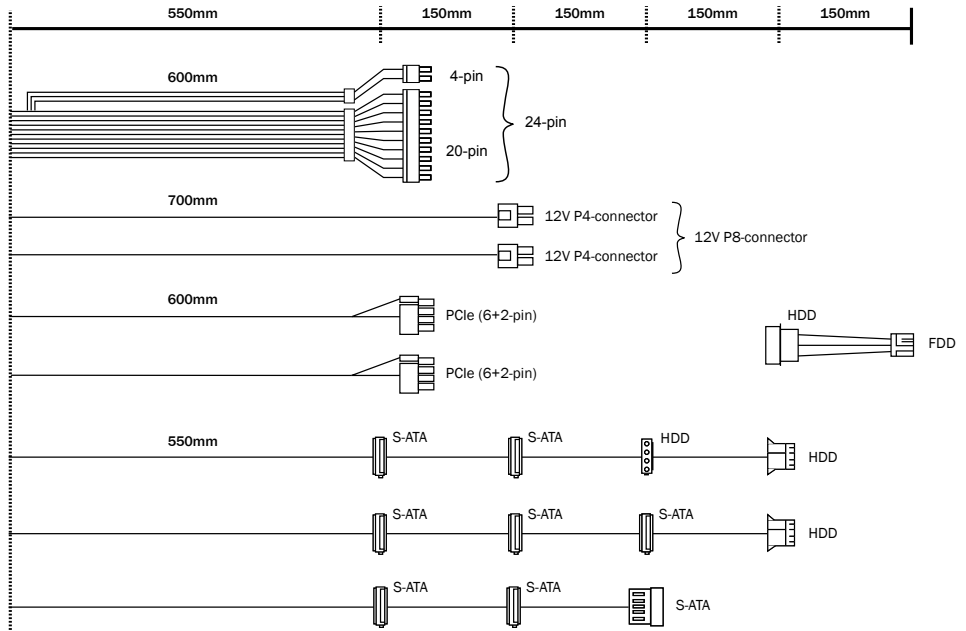 550mm 150mm 150mm 150mm 150mm
600mm
4-pin
24-pin
20-pin
700mm
12V P4-connector
12V P8-connector
12V P4-connector
600mm
PCIe (6+2-pin)
HDD
FDD
PCIe (6+2-pin)
550mm
S-ATA S-ATA HDD
HDD
S-ATA S-ATA S-ATA
HDD
S-ATA S-ATA
S-ATA